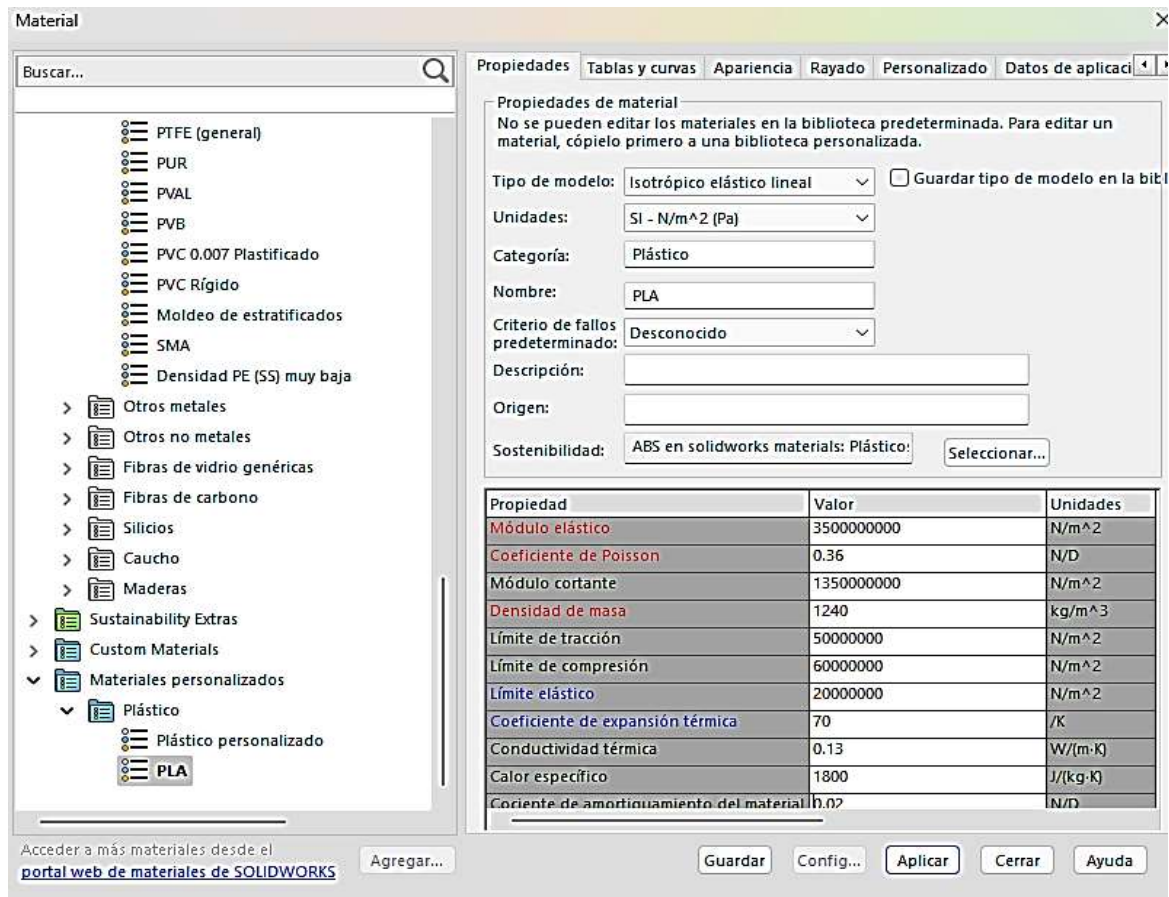 Material
Buscar...
PTFE (general)
PUR
PVAL
PVB
PVC 0.007 Plastificado
PVC Rígido
Moldeo de estratificados
SMA
Densidad PE (SS) muy baja
Otros metales
Otros no metales
Fibras de vidrio genéricas
Fibras de carbono
Silicios
Caucho
Maderas
Sustainability Extras
Custom Materials
Materiales personalizados
Plástico
Plástico personalizado
PLA
Acceder a más materiales desde el
portal web de materiales de SOLIDWORKS
Agregar...
Propiedades Tablas y curvas Apariencia Rayado Personalizado Datos de aplicaci
Propiedades de material
No se pueden editar los materiales en la biblioteca predeterminada. Para editar un
material, cópielo primero a una biblioteca personalizada.
Tipo de modelo: Isotrópico elástico lineal Guardar tipo de modelo en la bibl
Unidades: SI - N/m^2 (Pa)
Categoría: Plástico
Nombre: PLA
Criterio de fallos
predeterminado: Desconocido
Descripción:
Origen:
Sostenibilidad: ABS en solidworks materials: Plástico: Seleccionar...
Propiedad Valor Unidades
Módulo elástico 3500000000 N/m^2
Coeficiente de Poisson 0.36 N/D
Módulo cortante 1350000000 N/m^2
Densidad de masa 1240 kg/m^3
Límite de tracción 50000000 N/m^2
Límite de compresión 60000000 N/m^2
Límite elástico 20000000 N/m^2
Coeficiente de expansión térmica 70 /K
Conductividad térmica 0.13 W/(m·K)
Calor específico 1800 J/(kg·K)
Cociente de amortiguamiento del material 0.02 N/D
Guardar Config... Aplicar Cerrar Ayuda